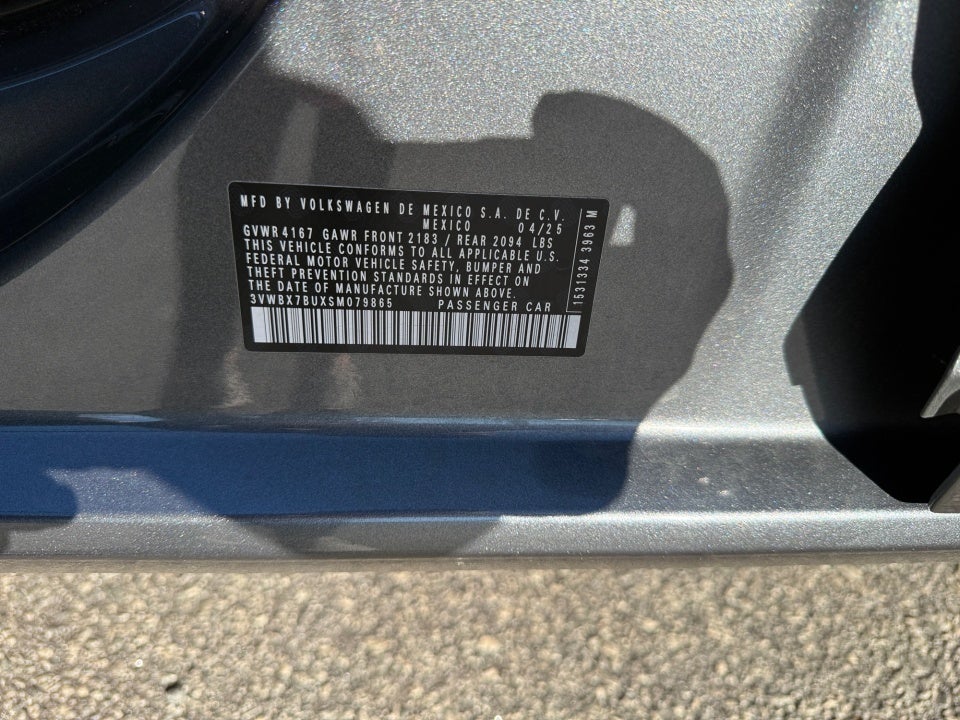 MFD BY VOLKSWAGEN DE MEXICO S.A. DE C.V.
MEXICO 04/25
GVWR 4167 GAWR FRONT 2183 / REAR 2094 LBS
THIS VEHICLE CONFORMS TO ALL APPLICABLE U.S.
FEDERAL MOTOR VEHICLE SAFETY, BUMPER AND
THEFT PREVENTION STANDARDS IN EFFECT ON
THE DATE OF MANUFACTURE SHOWN ABOVE.
3VWBX7BUXSM079865 PASSENGER CAR
1531334 3963 M